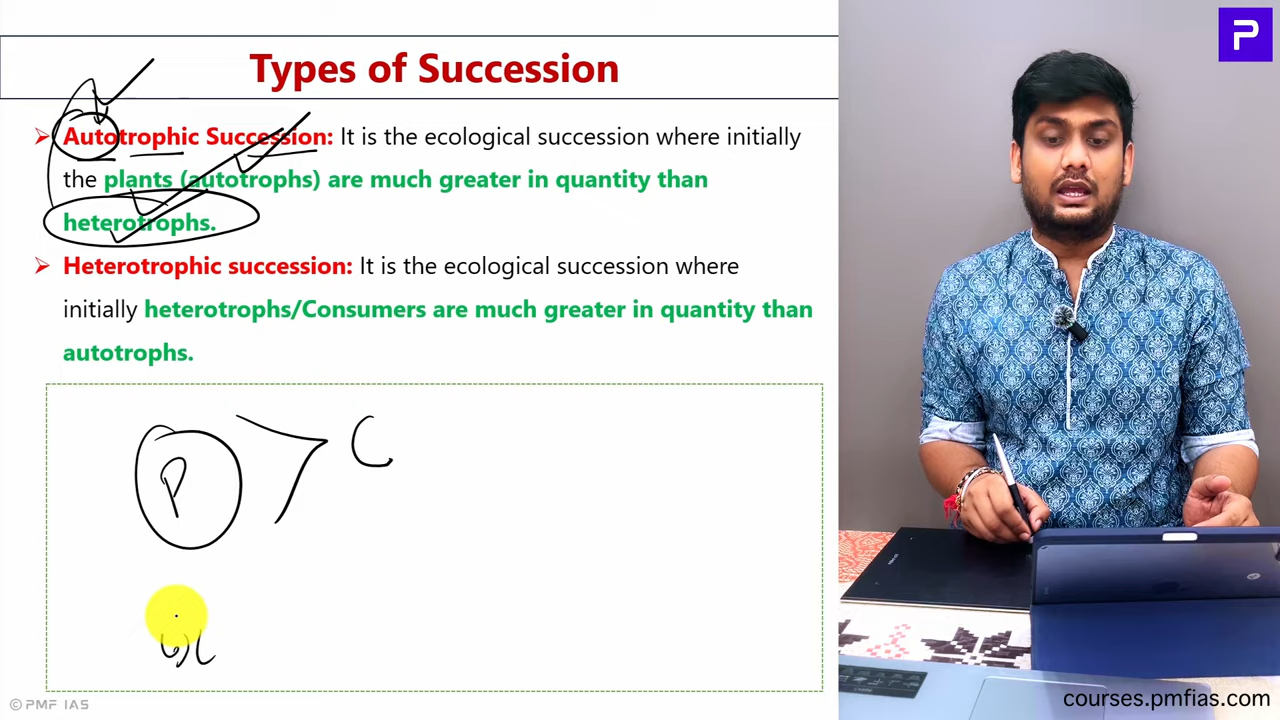 Types of Succession
➢ Autotrophic Succession: It is the ecological succession where initially
the plants (autotrophs) are much greater in quantity than
heterotrophs.
➢ Heterotrophic succession: It is the ecological succession where
initially heterotrophs/Consumers are much greater in quantity than
autotrophs.
P > C
© PMF IAS
P
courses.pmfias.com